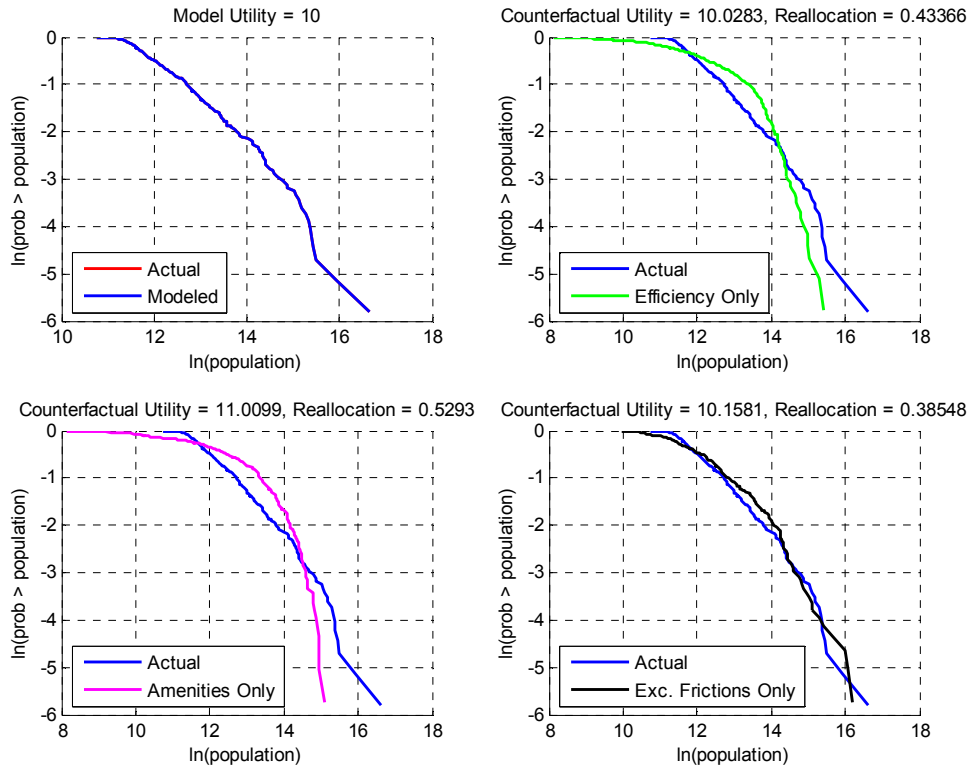 Model Utility = 10
0
-1
-2
-3
-4
-5
-6
ln(prob > population)
Actual
Modeled
10 12 14 16 18
ln(population)
Counterfactual Utility = 10.0283, Reallocation = 0.43366
0
-1
-2
-3
-4
-5
-6
ln(prob > population)
Actual
Efficiency Only
8 10 12 14 16 18
ln(population)
Counterfactual Utility = 11.0099, Reallocation = 0.5293
0
-1
-2
-3
-4
-5
-6
ln(prob > population)
Actual
Amenities Only
8 10 12 14 16 18
ln(population)
Counterfactual Utility = 10.1581, Reallocation = 0.38548
0
-1
-2
-3
-4
-5
-6
ln(prob > population)
Actual
Exc. Frictions Only
8 10 12 14 16 18
ln(population)